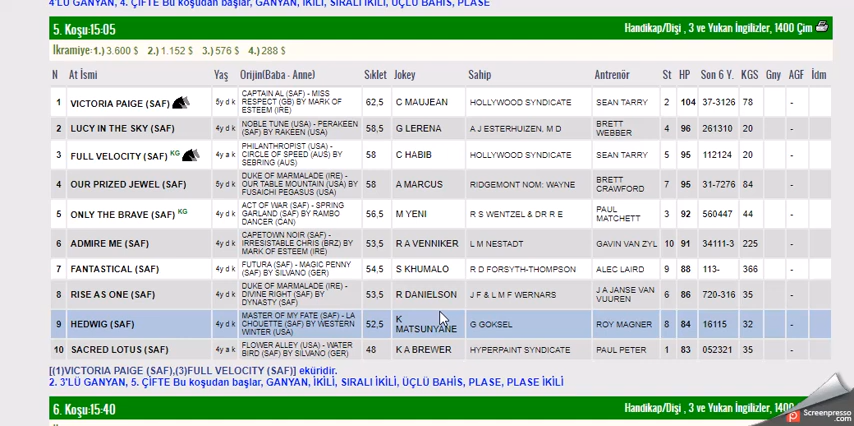 4'LÜ GANYAN, 4. ÇİFTE Bu koşudan başlar, GANYAN, İKİLİ, SIRALI İKİLİ, ÜÇLÜ BAHİS, PLASE
5. Koşu:15:05 Handikap/Dişi , 3 ve Yukarı İngilizler, 1400 Çim
İkramiye:1.) 3.600 $ 2.) 1.152 $ 3.) 576 $ 4.) 288 $
N At İsmi Yaş Orijin(Baba - Anne) Sıklet Jokey Sahip Antrenör St HP Son 6 Y. KGS Gny AGF İdm
1 VICTORIA PAIGE (SAF) 5y d k CAPTAIN AL (SAF) - MISS RESPECT (GB) BY MARK OF ESTEEM (IRE) 62,5 C MAUJEAN HOLLYWOOD SYNDICATE SEAN TARRY 2 104 37-3126 78 -
2 LUCY IN THE SKY (SAF) 4y d k NOBLE TUNE (USA) - PERAKEEN (SAF) BY RAKEEN (USA) 58,5 G LERENA A J ESTERHUIZEN, M D BRETT WEBBER 4 96 261310 20 -
3 FULL VELOCITY (SAF) KG 4y a k PHILANTHROPIST (USA) - CIRCLE OF SPEED (AUS) BY SEBRING (AUS) 58 C HABIB HOLLYWOOD SYNDICATE SEAN TARRY 5 95 112124 20 -
4 OUR PRIZED JEWEL (SAF) 5y d k DUKE OF MARMALADE (IRE) - OUR TABLE MOUNTAIN (USA) BY FUSAICHI PEGASUS (USA) 58 A MARCUS RIDGEMONT NOM: WAYNE BRETT CRAWFORD 7 95 31-7276 84 -
5 ONLY THE BRAVE (SAF) KG 4y d k ACT OF WAR (SAF) - SPRING GARLAND (SAF) BY RAMBO DANCER (CAN) 56,5 M YENI R S WENTZEL & DR R E PAUL MATCHETT 3 92 560447 44 -
6 ADMIRE ME (SAF) 4y d k CAPETOWN NOIR (SAF) - IRRESISTABLE CHRIS (BRZ) BY MARK OF ESTEEM (IRE) 53,5 R A VENNIKER L M NESTADT GAVIN VAN ZYL 10 91 34111-3 225 -
7 FANTASTICAL (SAF) 4y d k FUTURA (SAF) - MAGIC PENNY (SAF) BY SILVANO (GER) 54,5 S KHUMALO R D FORSYTH-THOMPSON ALEC LAIRD 9 88 113- 366 -
8 RISE AS ONE (SAF) 4y d k DUKE OF MARMALADE (IRE) - DIVINE RIGHT (SAF) BY DYNASTY (SAF) 53,5 R DANIELSON J F & L M F WERNARS J A JANSE VAN VUUREN 6 86 720-316 35 -
9 HEDWIG (SAF) 4y d k MASTER OF MY FATE (SAF) - LA CHOUETTE (SAF) BY WESTERN WINTER (USA) 52,5 K MATSUNYANE G GOKSEL ROY MAGNER 8 84 16115 32 -
10 SACRED LOTUS (SAF) 4y a k FLOWER ALLEY (USA) - WATER BIRD (SAF) BY SILVANO (GER) 48 K A BREWER HYPERPAINT SYNDICATE PAUL PETER 1 83 052321 35 -
[(1)VICTORIA PAIGE (SAF),(3)FULL VELOCITY (SAF)] eküridir.
2. 3'LÜ GANYAN, 5. ÇİFTE Bu koşudan başlar, GANYAN, İKİLİ, SIRALI İKİLİ, ÜÇLÜ BAHİS, PLASE, PLASE İKİLİ
6. Koşu:15:40 Handikap/Dişi , 3 ve Yukarı İngilizler, 1400
Screenpresso
.com